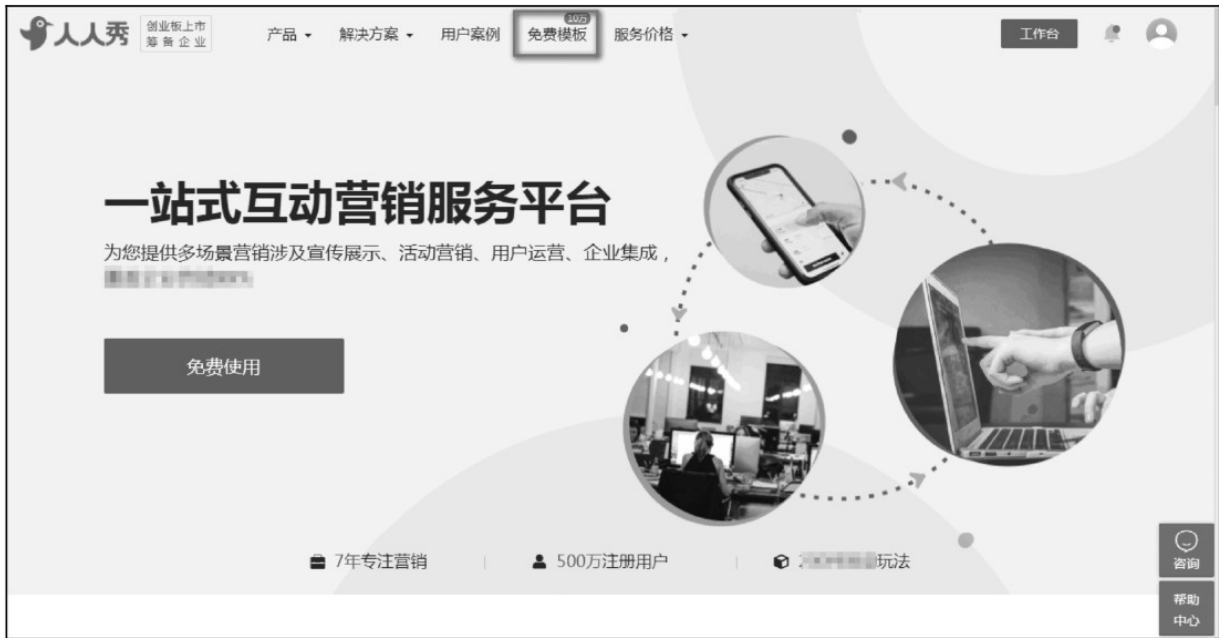 人人秀
创业板上市
筹备企业
产品
解决方案
用户案例
免费模板
10万
服务价格
工作台
一站式互动营销服务平台
为您提供多场景营销涉及宣传展示、活动营销、用户运营、企业集成，
免费使用
7年专注营销
500万注册用户
玩法
咨询
帮助
中心